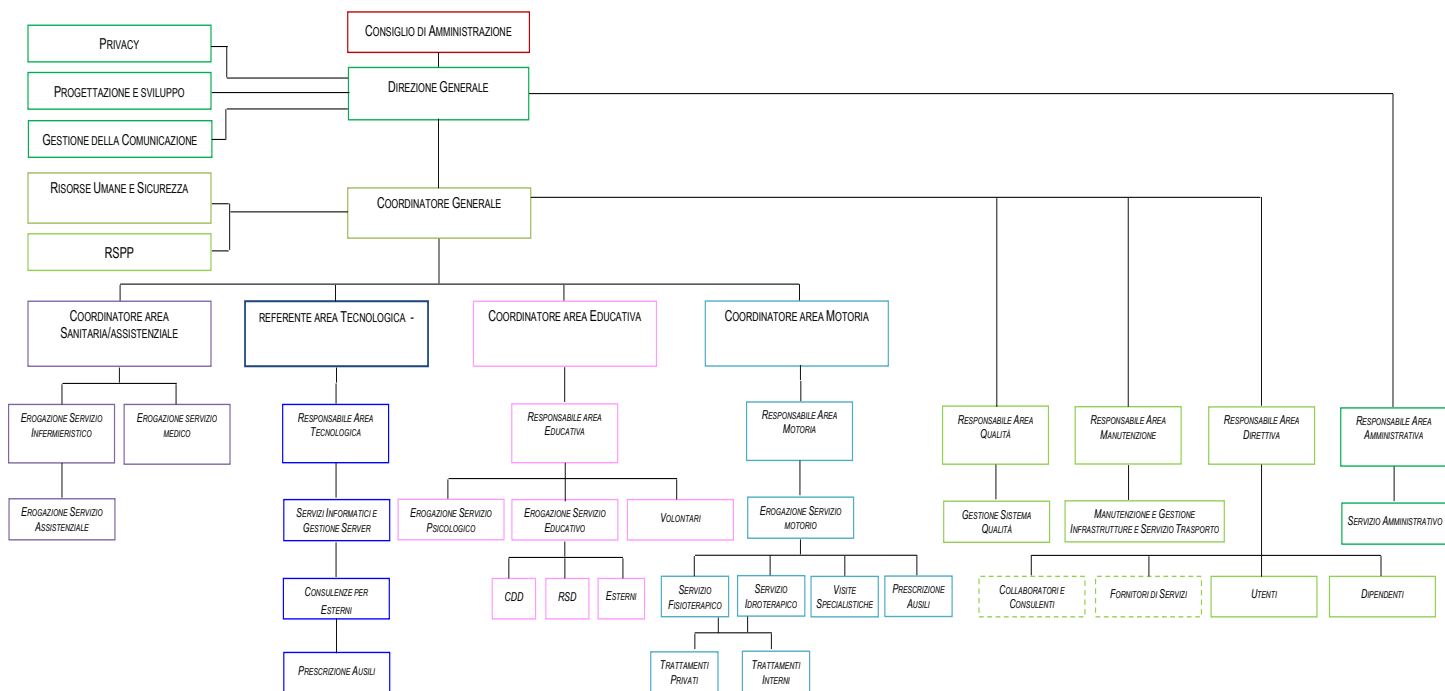 CONSIGLIO DI AMMINISTRAZIONE
PRIVACY
DIREZIONE GENERALE
PROGETTAZIONE E SVILUPPO
GESTIONE DELLA COMUNICAZIONE
RISORSE UMANE E SICUREZZA
COORDINATORE GENERALE
RSPP
COORDINATORE AREA
SANITARIA/ASSISTENZIALE
REFERENTE AREA TECNOLOGICA -
COORDINATORE AREA EDUCATIVA
COORDINATORE AREA MOTORIA
EROGAZIONE SERVIZIO
INFERMIERISTICO
EROGAZIONE SERVIZIO
MEDICO
RESPONSABILE AREA
TECNOLOGICA
RESPONSABILE AREA
EDUCATIVA
RESPONSABILE AREA
MOTORIA
RESPONSABILE AREA
QUALITÀ
RESPONSABILE AREA
MANUTENZIONE
RESPONSABILE AREA
DIRETTIVA
RESPONSABILE AREA
AMMINISTRATIVA
EROGAZIONE SERVIZIO
ASSISTENZIALE
SERVIZI INFORMATICI E
GESTIONE SERVER
EROGAZIONE SERVIZIO
PSICOLOGICO
EROGAZIONE SERVIZIO
EDUCATIVO
VOLONTARI
EROGAZIONE SERVIZIO
MOTORIO
GESTIONE SISTEMA
QUALITÀ
MANUTENZIONE E GESTIONE
INFRASTRUTTURE E SERVIZIO TRASPORTO
SERVIZIO AMMINISTRATIVO
CONSULENZE PER
ESTERNI
CDD
RSD
ESTERNI
SERVIZIO
FISIOTERAPICO
SERVIZIO
IDROTERAPICO
VISITE
SPECIALISTICHE
PRESCRIZIONE
AUSILI
COLLABORATORI E
CONSULENTI
FORNITORI DI SERVIZI
UTENTI
DIPENDENTI
PRESCRIZIONE AUSILI
TRATTAMENTI
PRIVATI
TRATTAMENTI
INTERNI